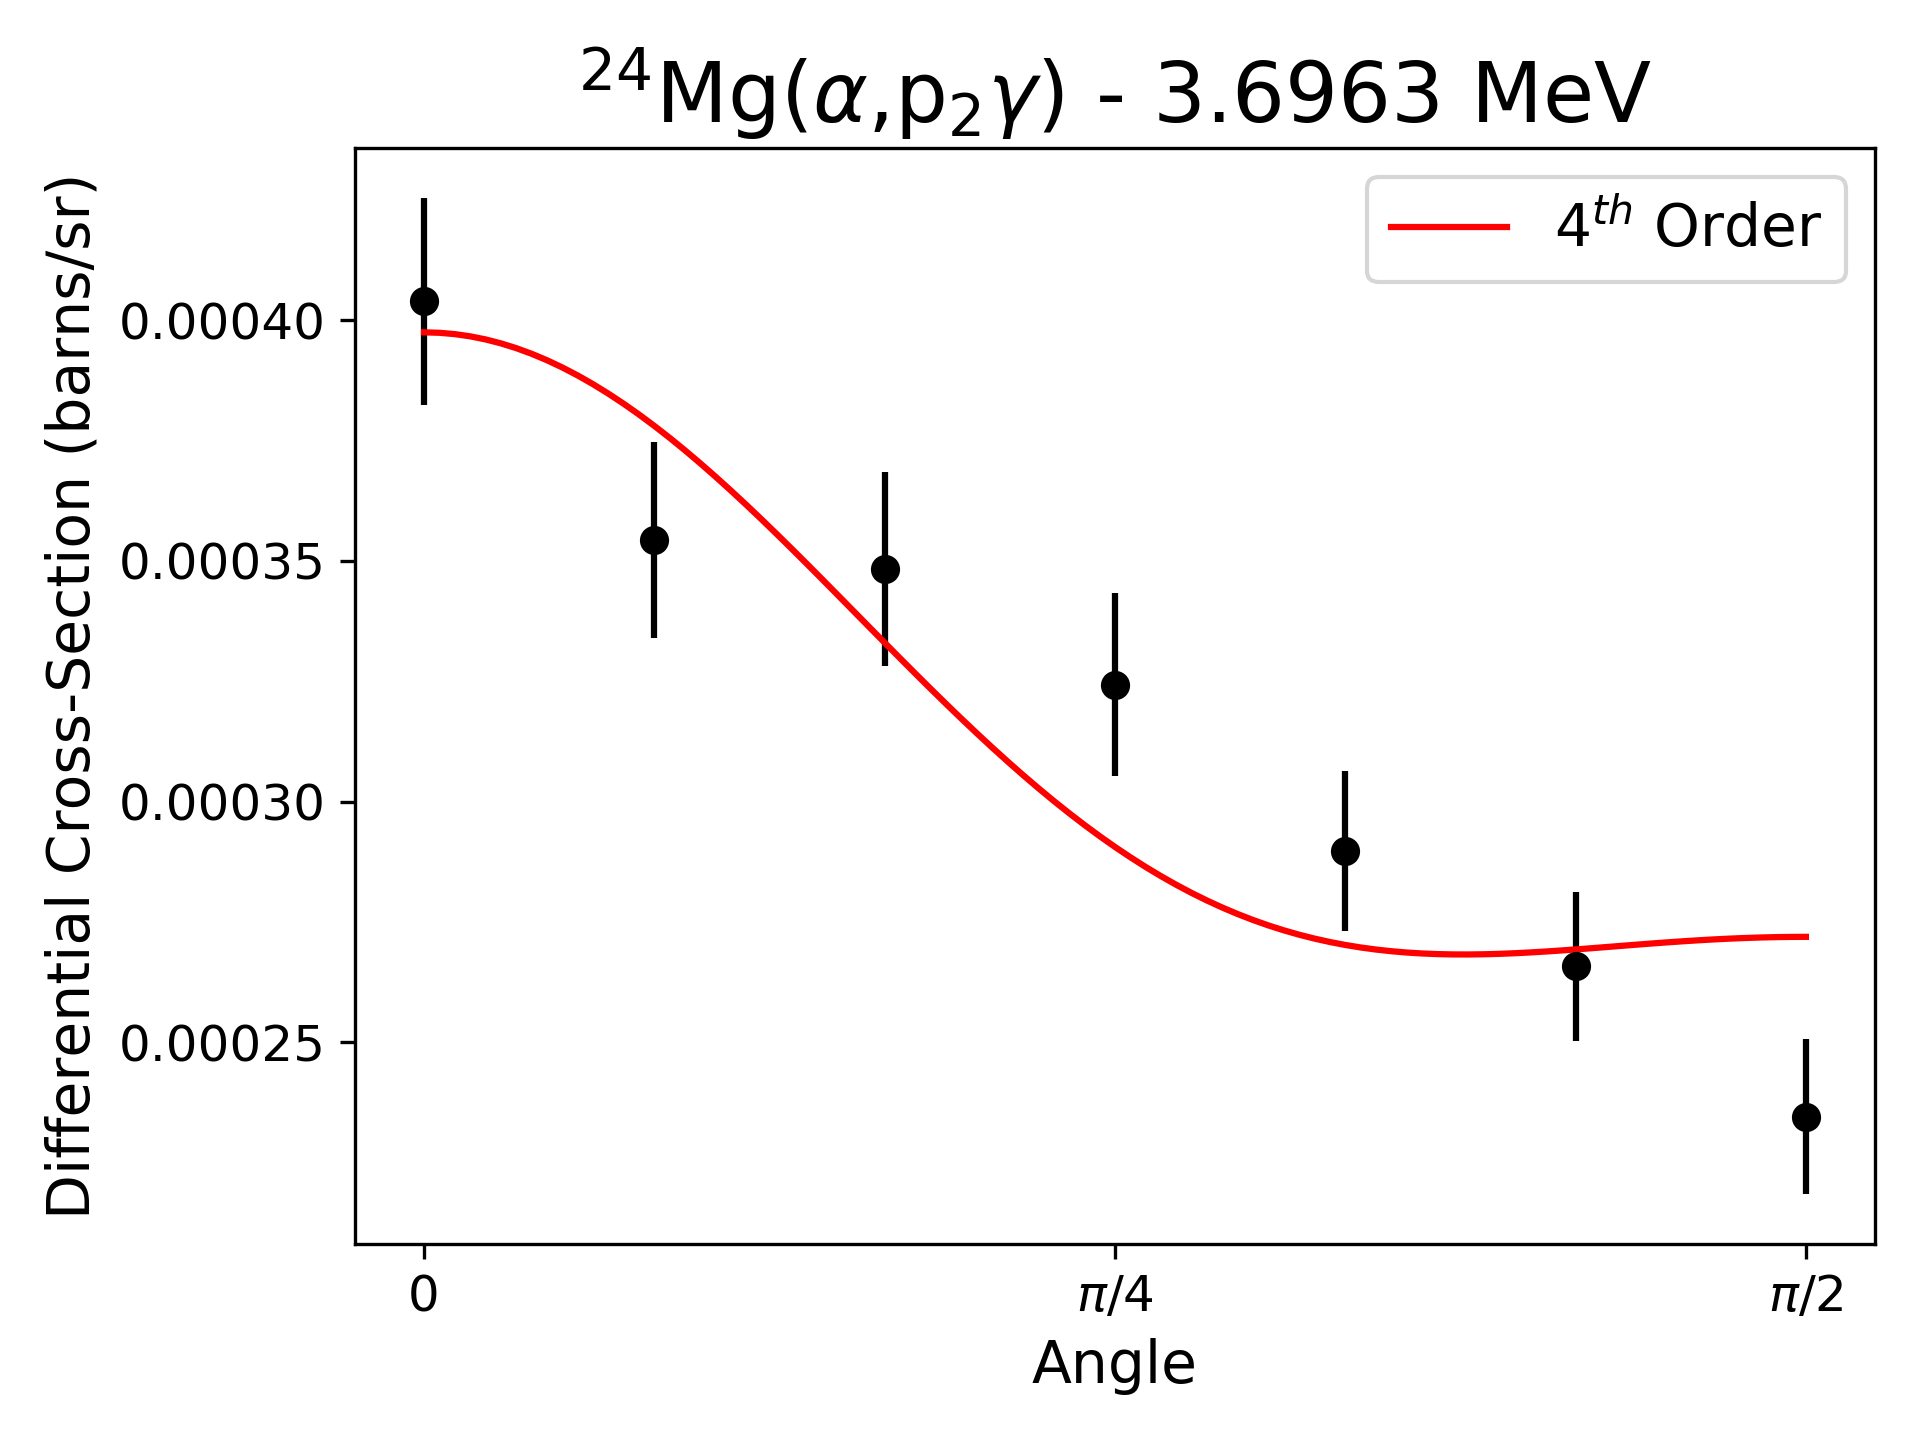 ²⁴Mg(α,p₂γ) - 3.6963 MeV
4ᵗʰ Order
Differential Cross-Section (barns/sr)
0.00040
0.00035
0.00030
0.00025
0 π/4 π/2
Angle